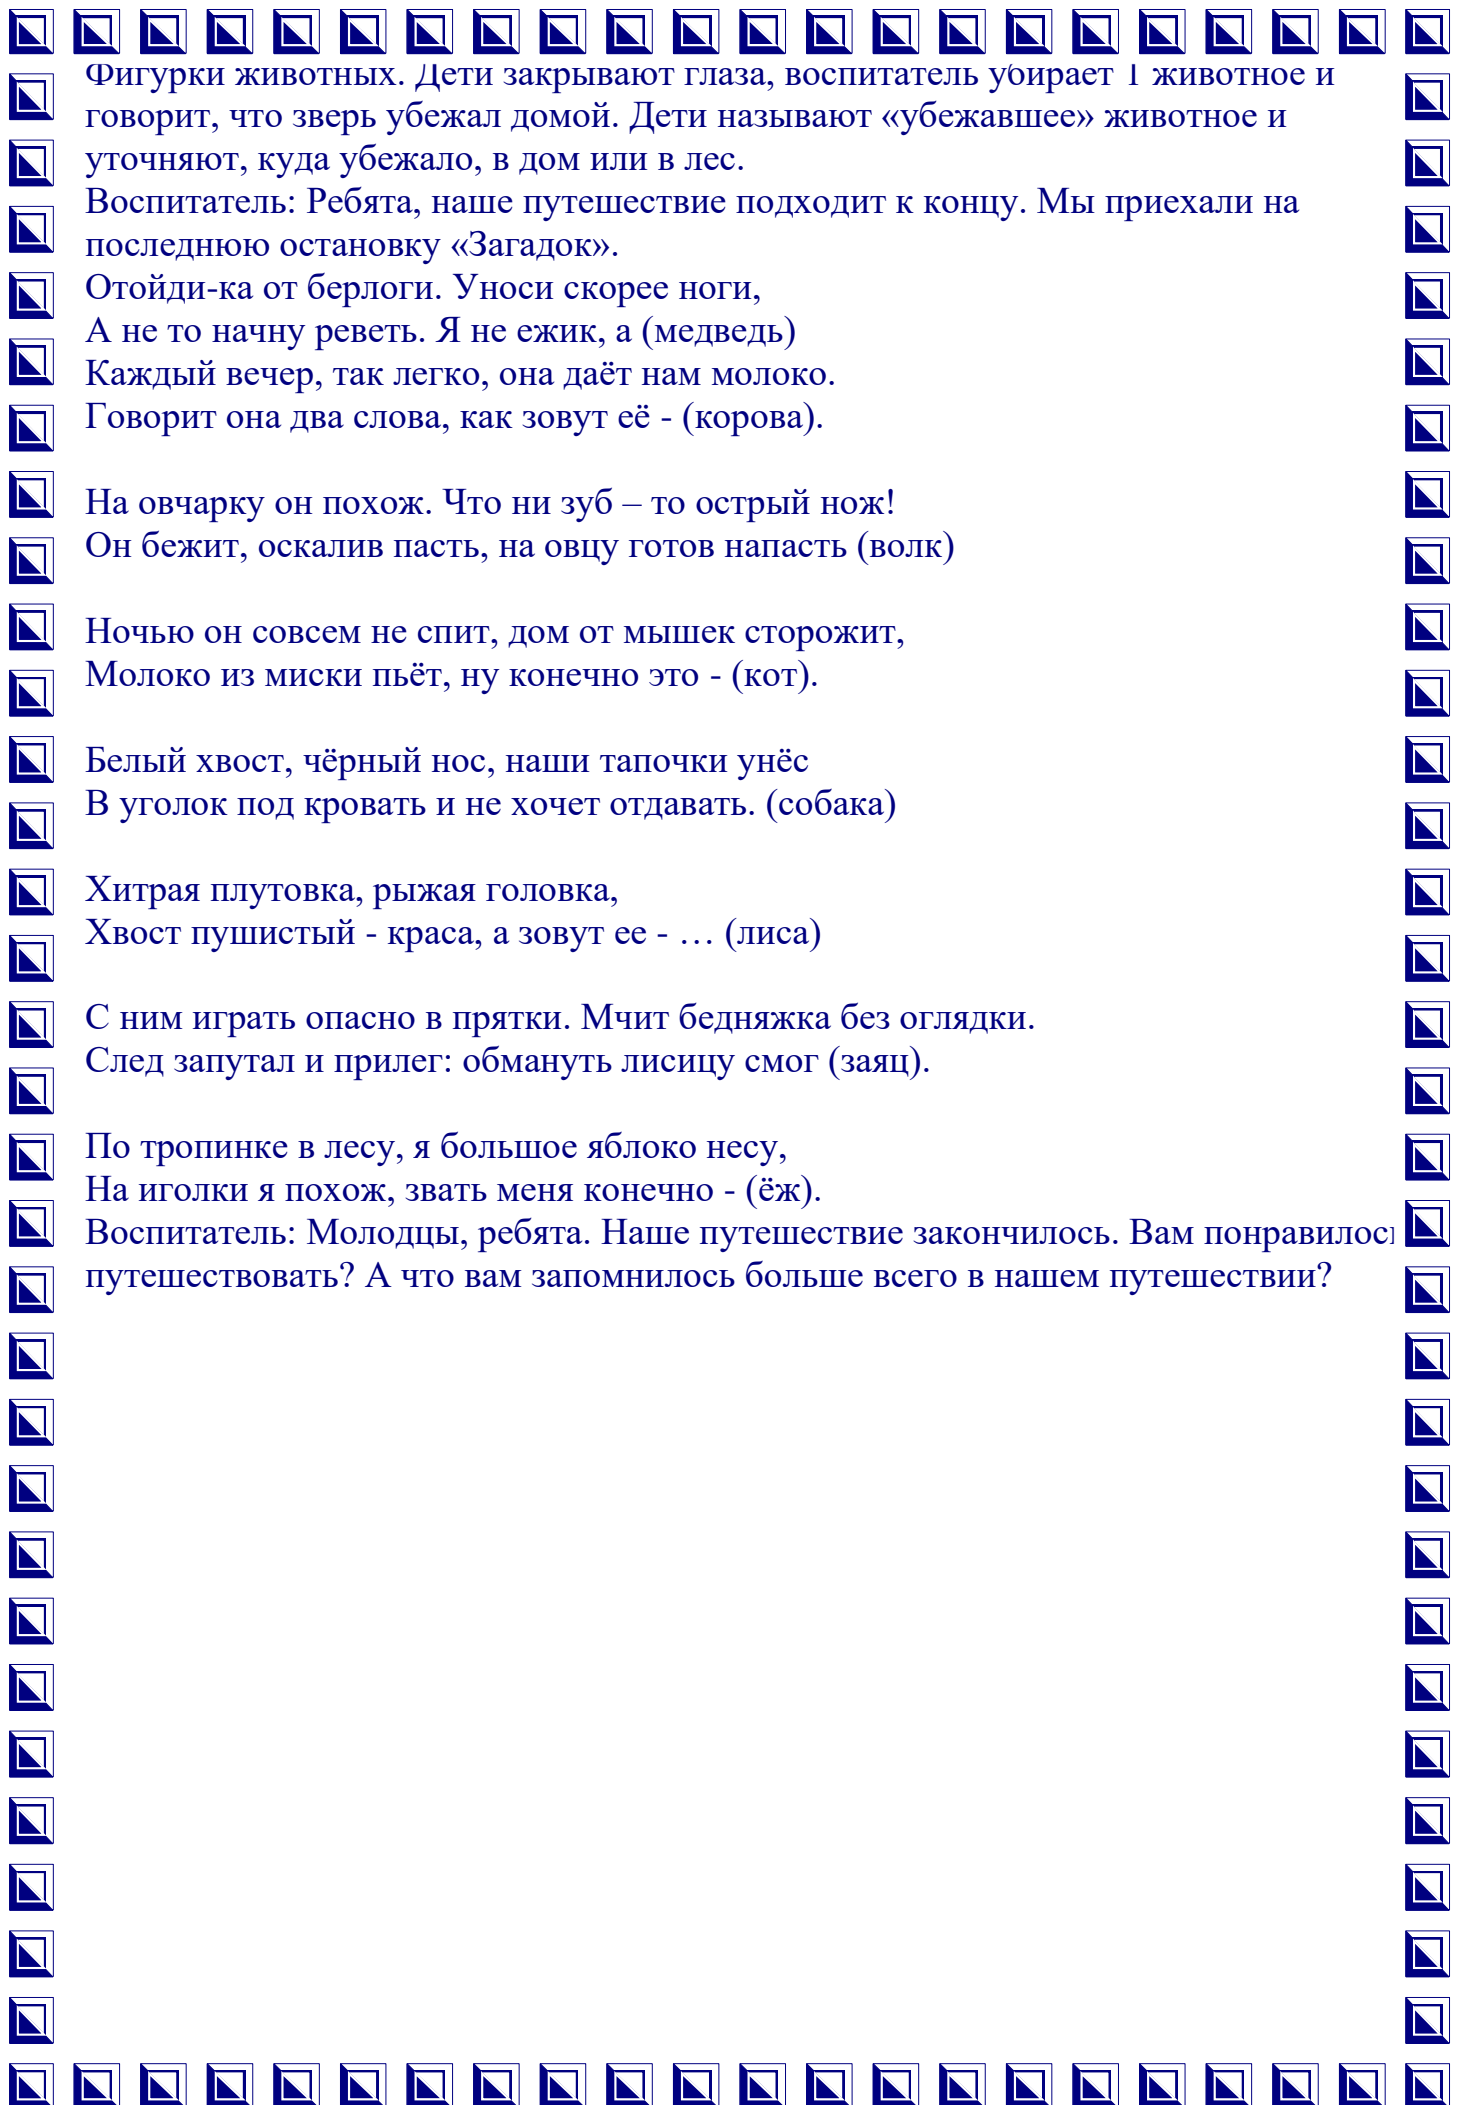 Фигурки животных. Дети закрывают глаза, воспитатель убирает 1 животное и
говорит, что зверь убежал домой. Дети называют «убежавшее» животное и
уточняют, куда убежало, в дом или в лес.
Воспитатель: Ребята, наше путешествие подходит к концу. Мы приехали на
последнюю остановку «Загадок».
Отойди-ка от берлоги. Уноси скорее ноги,
А не то начну реветь. Я не ежик, а (медведь)
Каждый вечер, так легко, она даёт нам молоко.
Говорит она два слова, как зовут её - (корова).
На овчарку он похож. Что ни зуб – то острый нож!
Он бежит, оскалив пасть, на овцу готов напасть (волк)
Ночью он совсем не спит, дом от мышек сторожит,
Молоко из миски пьёт, ну конечно это - (кот).
Белый хвост, чёрный нос, наши тапочки унёс
В уголок под кровать и не хочет отдавать. (собака)
Хитрая плутовка, рыжая головка,
Хвост пушистый - краса, а зовут ее - … (лиса)
С ним играть опасно в прятки. Мчит бедняжка без оглядки.
След запутал и прилег: обмануть лисицу смог (заяц).
По тропинке в лесу, я большое яблоко несу,
На иголки я похож, звать меня конечно - (ёж).
Воспитатель: Молодцы, ребята. Наше путешествие закончилось. Вам понравилось
путешествовать? А что вам запомнилось больше всего в нашем путешествии?